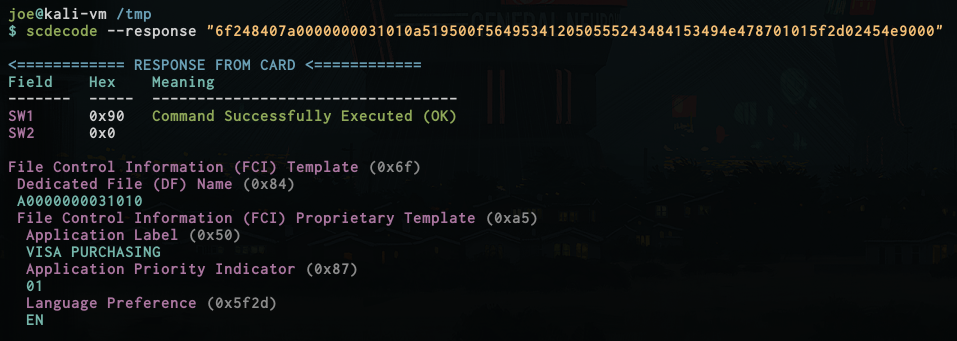 joe@kali-vm /tmp
$ scdecode --response "6f248407a0000000031010a519500f564953412050555243484153494e478701015f2d02454e9000"
<============ RESPONSE FROM CARD <============
Field Hex Meaning
------- ----- ----------------------------------
SW1 0x90 Command Successfully Executed (OK)
SW2 0x0
File Control Information (FCI) Template (0x6f)
Dedicated File (DF) Name (0x84)
A0000000031010
File Control Information (FCI) Proprietary Template (0xa5)
Application Label (0x50)
VISA PURCHASING
Application Priority Indicator (0x87)
01
Language Preference (0x5f2d)
EN